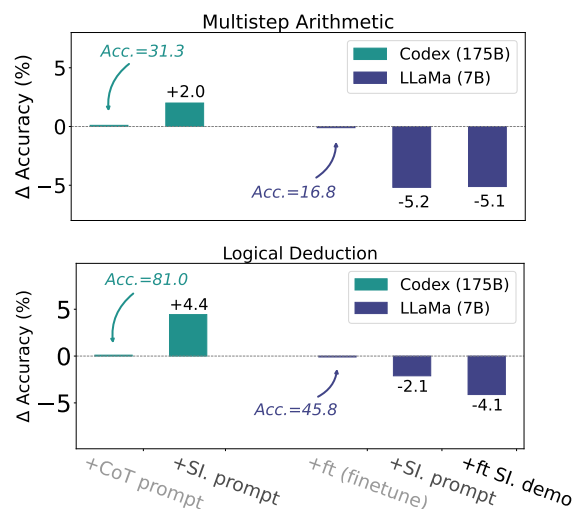 Multistep Arithmetic
Δ Accuracy (%)
5
0
−5
Acc.=31.3
+2.0
Codex (175B)
LLaMa (7B)
Acc.=16.8
-5.2
-5.1
Logical Deduction
Δ Accuracy (%)
5
0
−5
Acc.=81.0
+4.4
Codex (175B)
LLaMa (7B)
Acc.=45.8
-2.1
-4.1
+CoT prompt
+SI. prompt
+ft (finetune)
+SI. prompt
+ft SI. demo